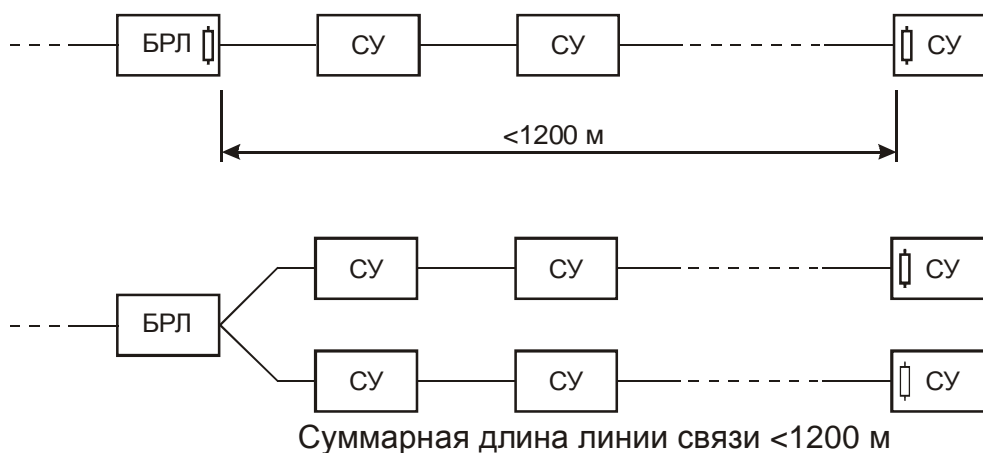 БРЛ СУ СУ СУ
<1200 м
СУ СУ СУ
БРЛ
СУ СУ СУ
Суммарная длина линии связи <1200 м